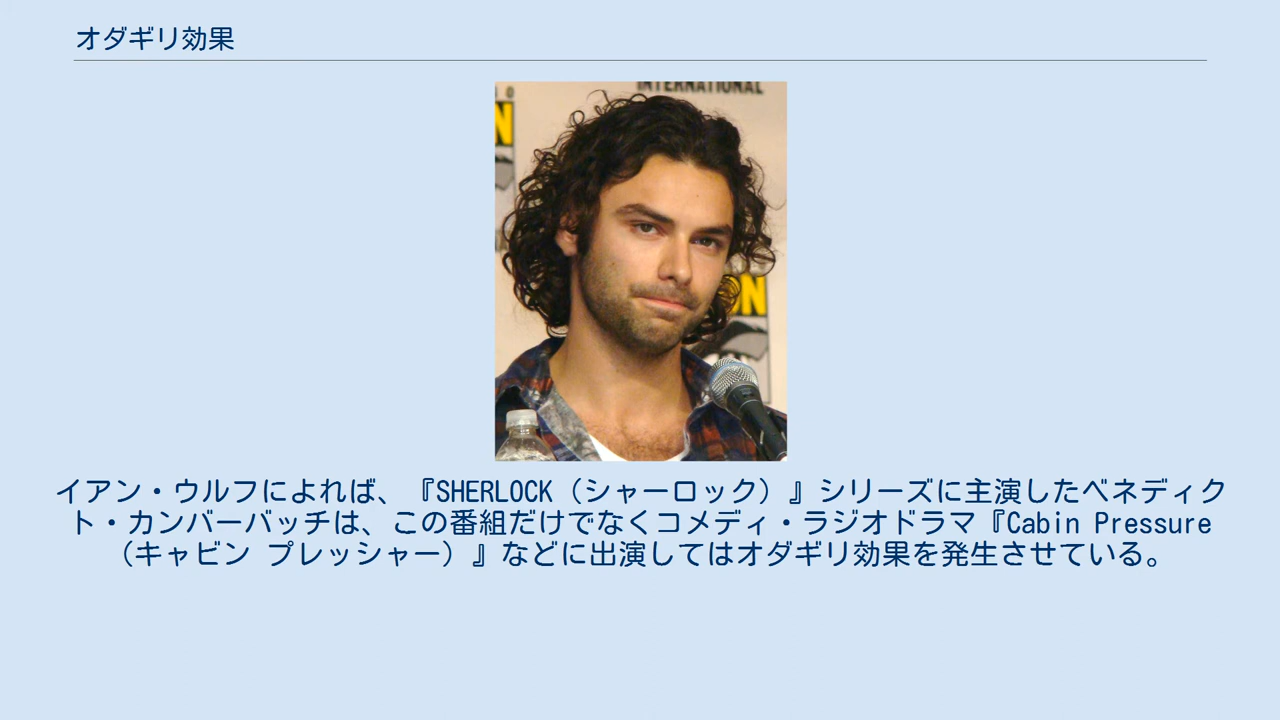 オダギリ効果
INTERNATIONAL
N
ON
イアン・ウルフによれば、『SHERLOCK（シャーロック）』シリーズに主演したベネディク
ト・カンバーバッチは、この番組だけでなくコメディ・ラジオドラマ『Cabin Pressure
（キャビン プレッシャー）』などに出演してはオダギリ効果を発生させている。